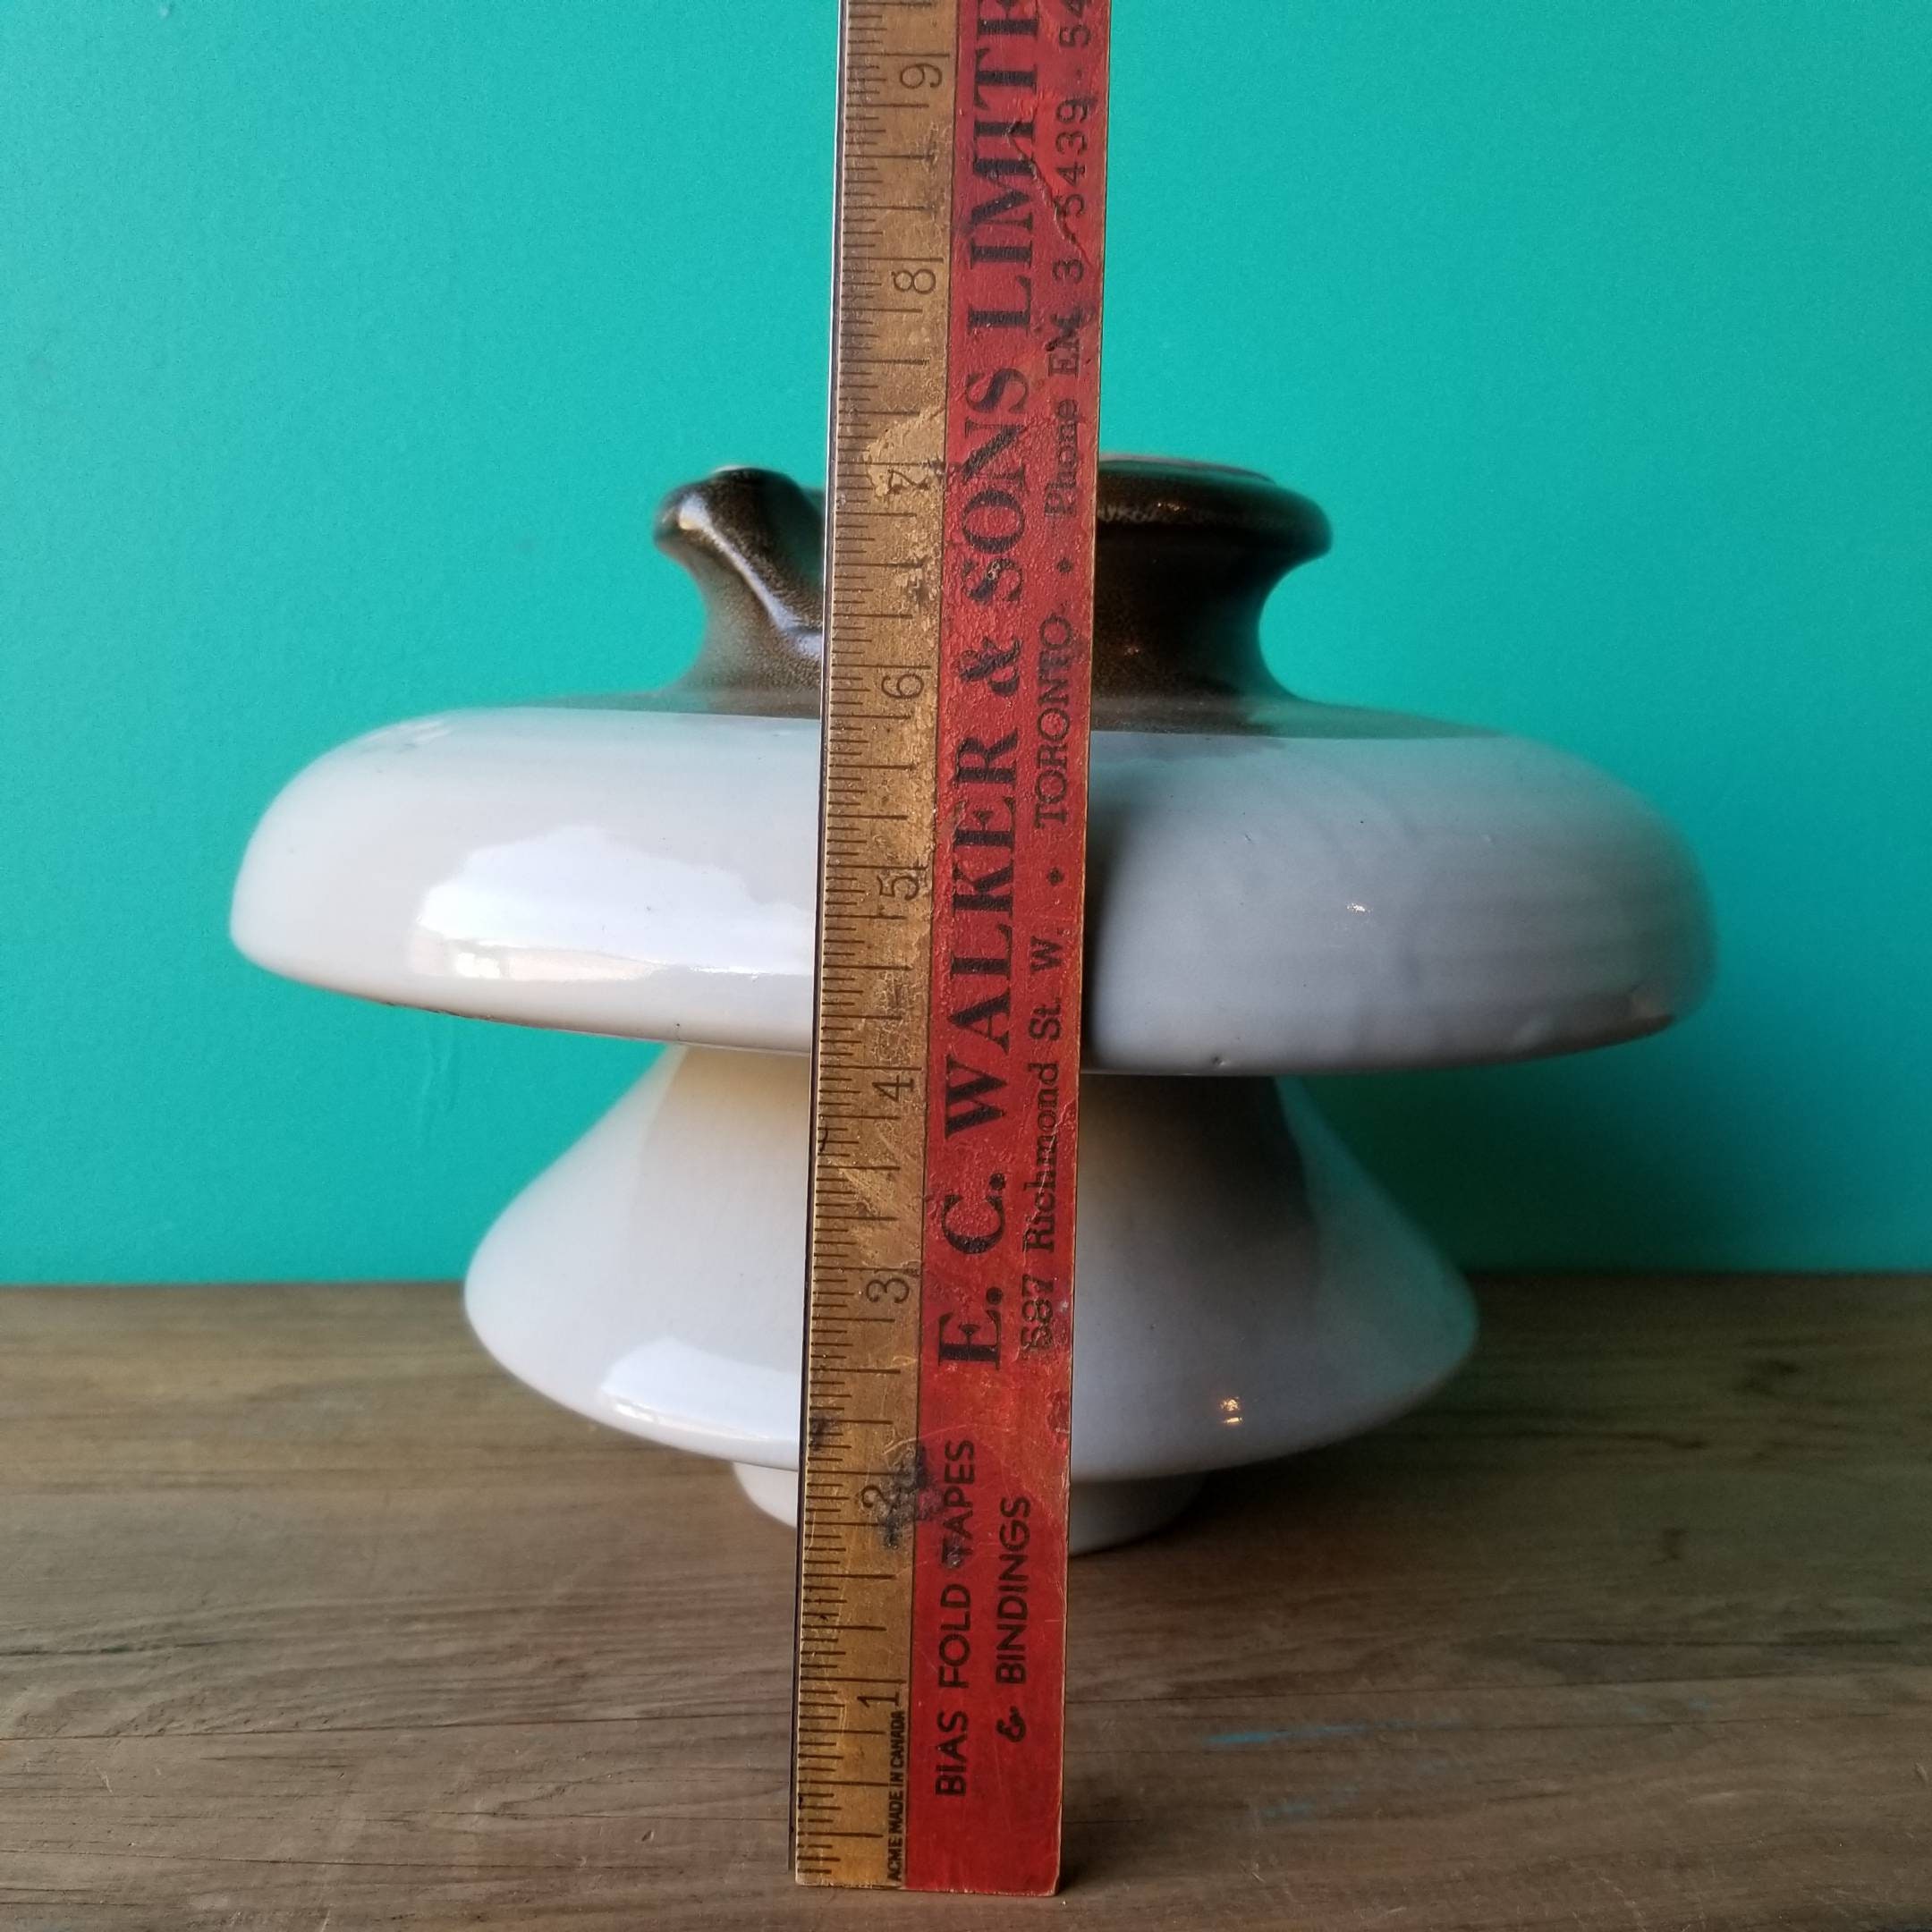 E. C. WALKER & SONS LIMITE
587 Richmond St. W. • TORONTO • Phone EM. 3-5439-54
BIAS FOLD TAPES
& BINDINGS
ACME MADE IN CANADA
1 2 3 4 5 6 7 8 9